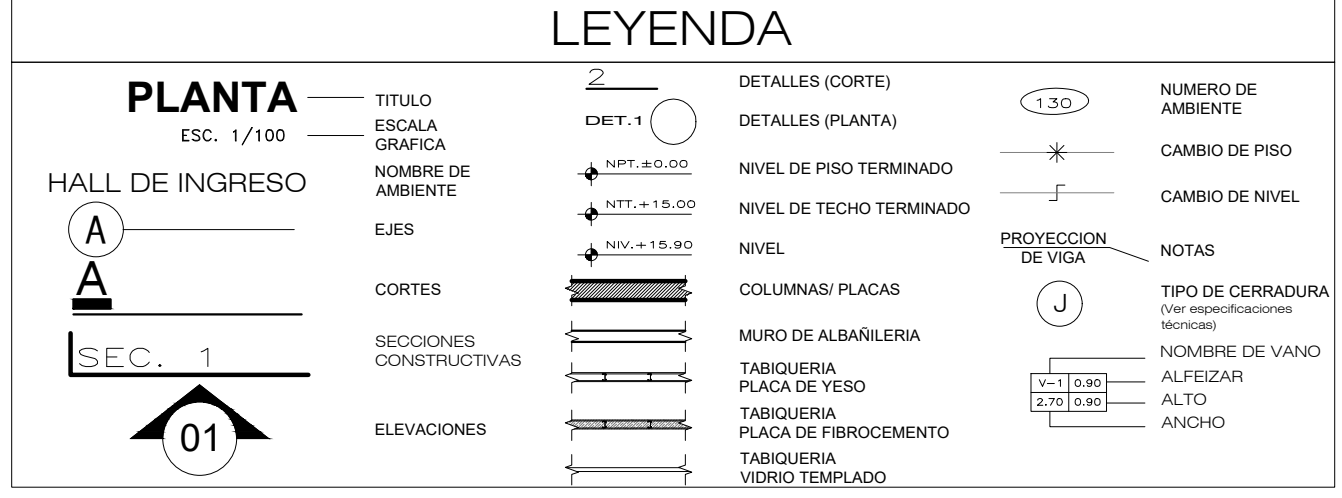 LEYENDA
PLANTA
TITULO
ESC. 1/100
ESCALA
GRAFICA
HALL DE INGRESO
NOMBRE DE
AMBIENTE
A
EJES
A
CORTES
SEC. 1
SECCIONES
CONSTRUCTIVAS
01
ELEVACIONES
2
DETALLES (CORTE)
DET.1
DETALLES (PLANTA)
NPT.±0.00
NIVEL DE PISO TERMINADO
NTT.+15.00
NIVEL DE TECHO TERMINADO
NIV.+15.90
NIVEL
COLUMNAS/ PLACAS
MURO DE ALBAÑILERIA
TABIQUERIA
PLACA DE YESO
TABIQUERIA
PLACA DE FIBROCEMENTO
TABIQUERIA
VIDRIO TEMPLADO
130
NUMERO DE
AMBIENTE
CAMBIO DE PISO
CAMBIO DE NIVEL
PROYECCION
DE VIGA
NOTAS
J
TIPO DE CERRADURA
(Ver especificaciones
técnicas)
NOMBRE DE VANO
V-1 0.90
ALFEIZAR
2.70 0.90
ALTO
ANCHO